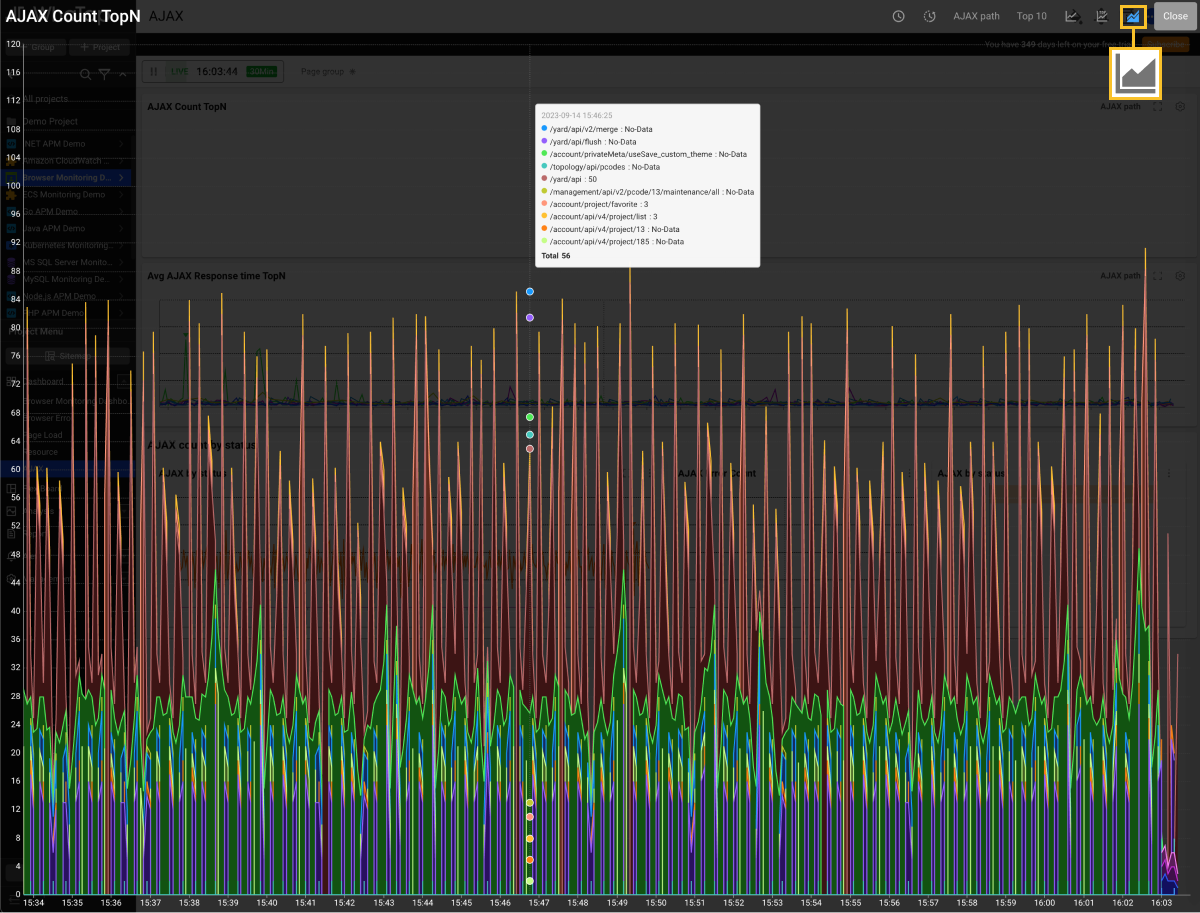 AJAX Count TopN
AJAX
AJAX path
Top 10
Close
Group
+ Project
You have 349 days left on your free trial
LIVE
16:03:44
30Mins
Page group
All projects
Demo Project
.NET APM Demo
Amazon CloudWatch ...
Browser Monitoring D...
ECS Monitoring Demo
Go APM Demo
Java APM Demo
Kubernetes Monitoring...
MS SQL Server Monito...
MySQL Monitoring De...
Node.js APM Demo
PHP APM Demo
Project Menu
Sitemap
Dashboard
Browser Monitoring Dashbo...
Browser Error
Page Load
Resource
AJAX Count TopN
AJAX path
Avg AJAX Response time TopN
AJAX path
AJAX count by status
AJAX by status
AJAX Error Count
AJAX by status
2023-09-14 15:46:25
/yard/api/v2/merge : No-Data
/yard/api/flush : No-Data
/account/privateMeta/useSave_custom_theme : No-Data
/topology/api/pcodes : No-Data
/yard/api : 50
/management/api/v2/pcode/13/maintenance/all : No-Data
/account/project/favorite : 3
/account/api/v4/project/list : 3
/account/api/v4/project/13 : No-Data
/account/api/v4/project/185 : No-Data
Total 56
120
116
112
108
104
100
96
92
88
84
80
76
72
68
64
60
56
52
48
44
40
36
32
28
24
20
16
12
8
4
0
15:34 15:35 15:36 15:37 15:38 15:39 15:40 15:41 15:42 15:43 15:44 15:45 15:46 15:47 15:48 15:49 15:50 15:51 15:52 15:53 15:54 15:55 15:56 15:57 15:58 15:59 16:00 16:01 16:02 16:03